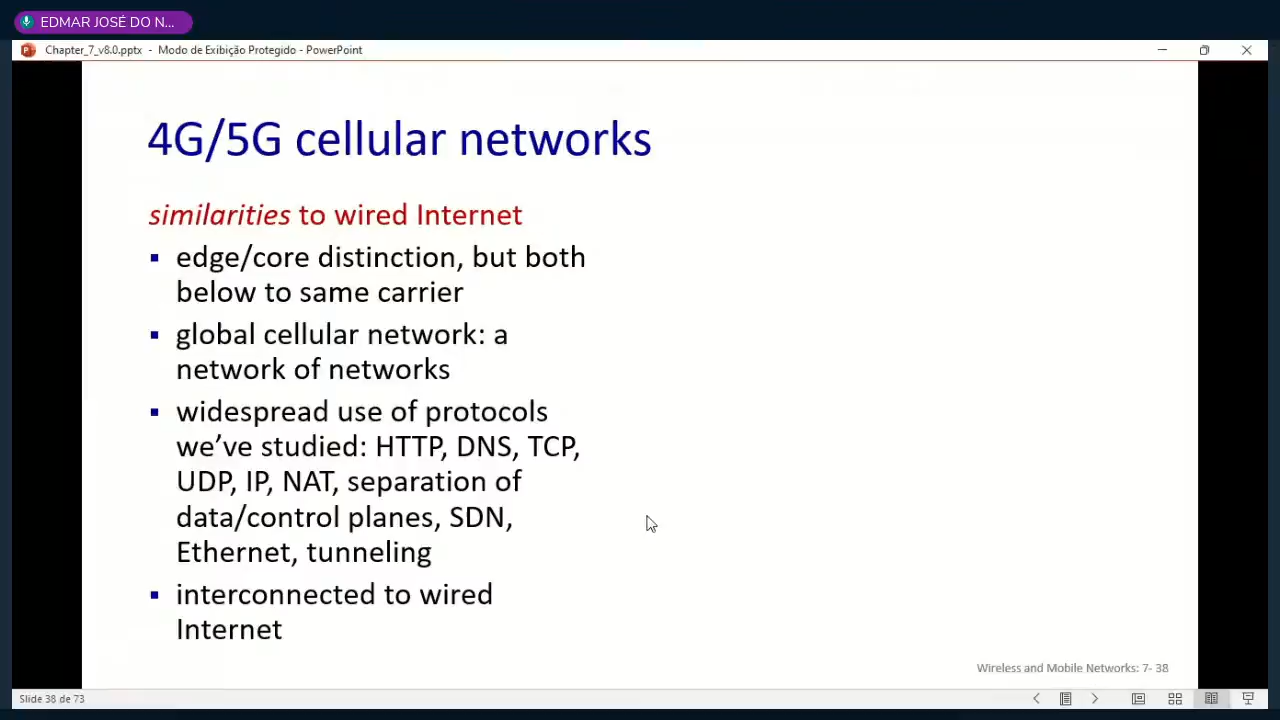 EDMAR JOSÉ DO N...
Chapter_7_v8.0.pptx - Modo de Exibição Protegido - PowerPoint
4G/5G cellular networks
similarities to wired Internet
▪ edge/core distinction, but both
below to same carrier
▪ global cellular network: a
network of networks
▪ widespread use of protocols
we’ve studied: HTTP, DNS, TCP,
UDP, IP, NAT, separation of
data/control planes, SDN,
Ethernet, tunneling
▪ interconnected to wired
Internet
Wireless and Mobile Networks: 7- 38
Slide 38 de 73